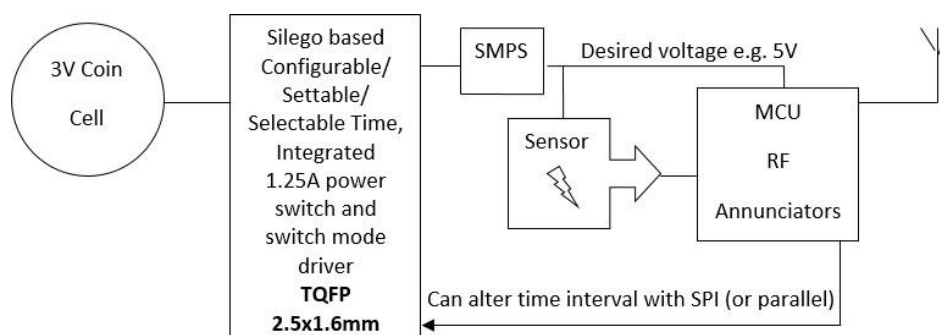 3V Coin
Cell
Silego based
Configurable/
Settable/
Selectable Time,
Integrated
1.25A power
switch and
switch mode
driver
TQFP
2.5x1.6mm
SMPS
Desired voltage e.g. 5V
Sensor
MCU
RF
Annunciators
Can alter time interval with SPI (or parallel)